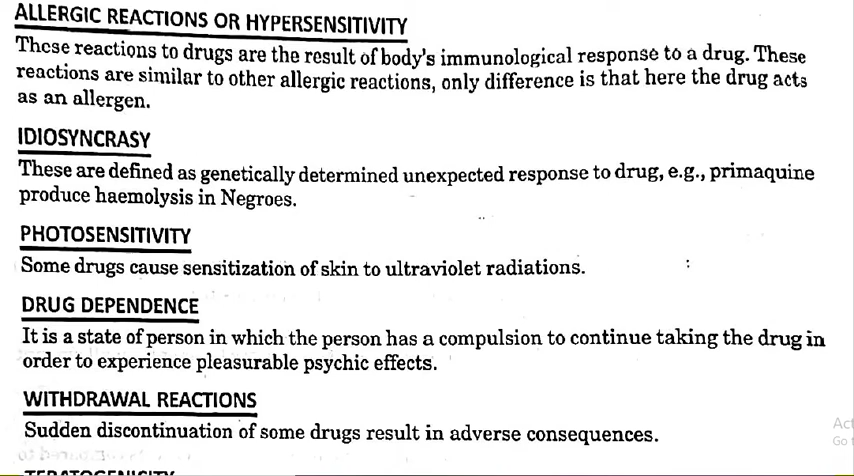 ALLERGIC REACTIONS OR HYPERSENSITIVITY
These reactions to drugs are the result of body's immunological response to a drug. These
reactions are similar to other allergic reactions, only difference is that here the drug acts
as an allergen.
IDIOSYNCRASY
These are defined as genetically determined unexpected response to drug, e.g., primaquine
produce haemolysis in Negroes.
PHOTOSENSITIVITY
Some drugs cause sensitization of skin to ultraviolet radiations.
DRUG DEPENDENCE
It is a state of person in which the person has a compulsion to continue taking the drug in
order to experience pleasurable psychic effects.
WITHDRAWAL REACTIONS
Act
Sudden discontinuation of some drugs result in adverse consequences.
Go t
TERATOGENICITY